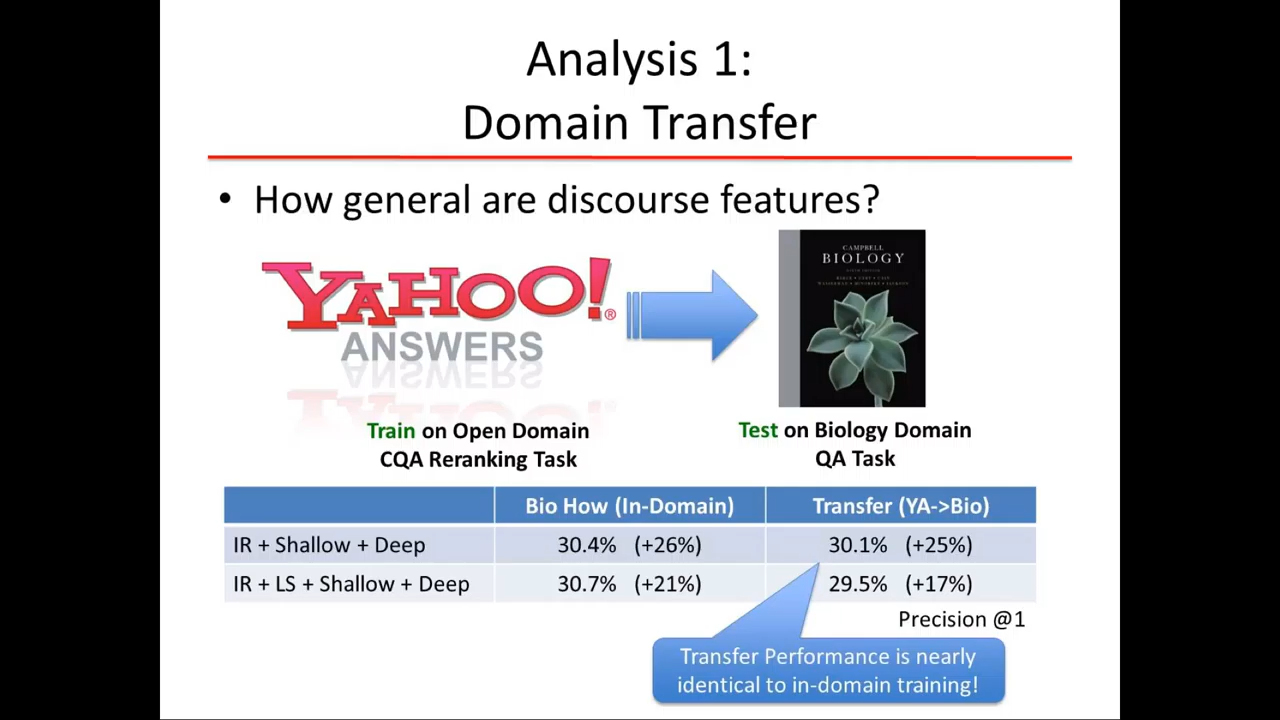 Analysis 1:
Domain Transfer
• How general are discourse features?
YAHOO!®
ANSWERS
CAMPBELL
BIOLOGY
Train on Open Domain
CQA Reranking Task
Test on Biology Domain
QA Task
Bio How (In-Domain) Transfer (YA->Bio)
IR + Shallow + Deep 30.4% (+26%) 30.1% (+25%)
IR + LS + Shallow + Deep 30.7% (+21%) 29.5% (+17%)
Precision @1
Transfer Performance is nearly
identical to in-domain training!